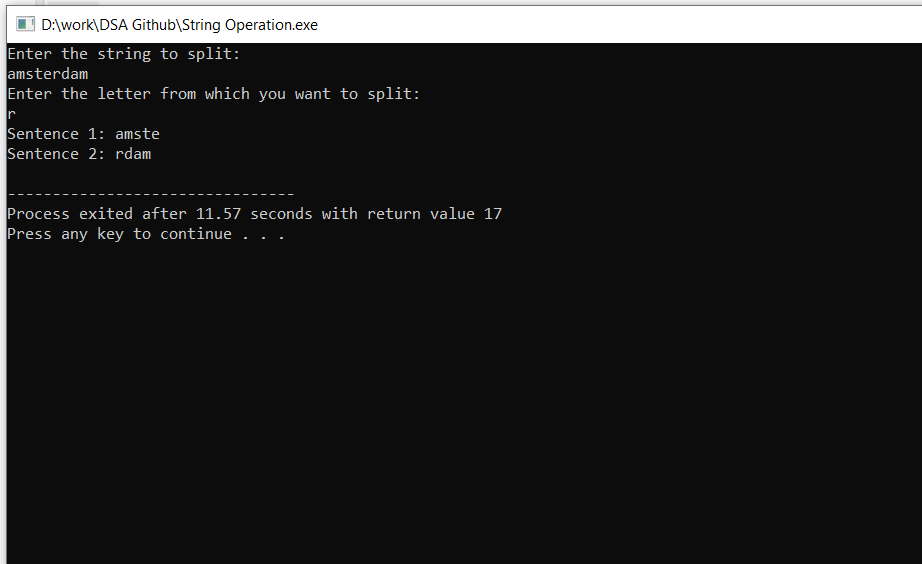 D:\work\DSA Github\String Operation.exe
Enter the string to split:
amsterdam
Enter the letter from which you want to split:
r
Sentence 1: amste
Sentence 2: rdam
--------------------------------
Process exited after 11.57 seconds with return value 17
Press any key to continue . . .